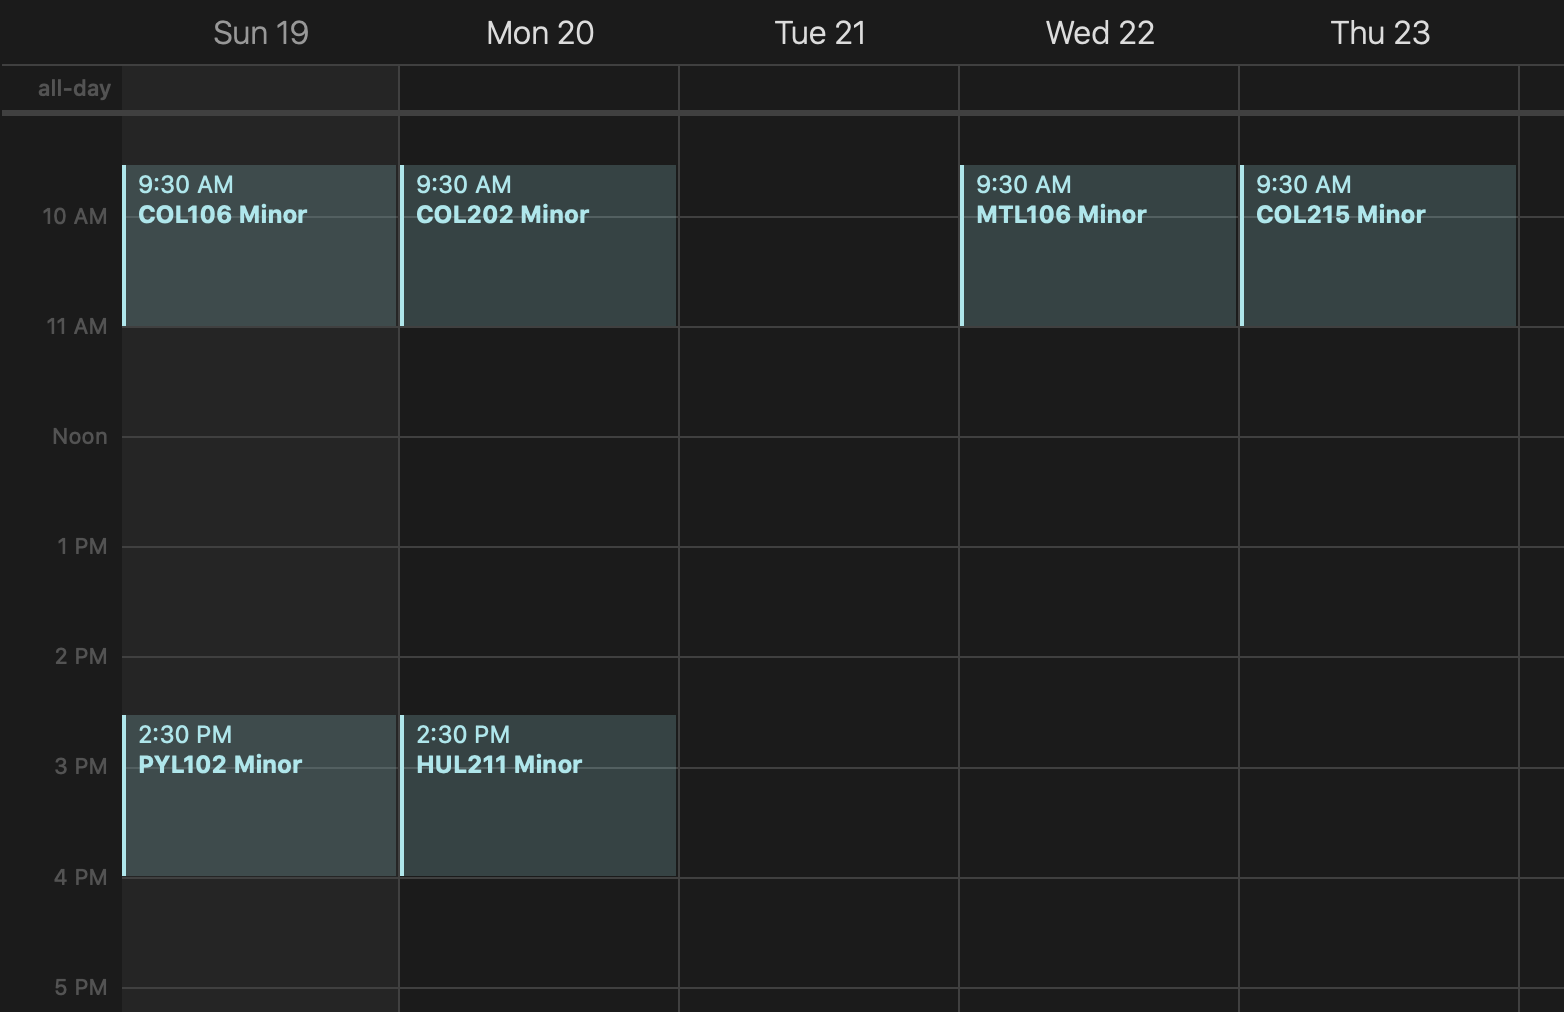 Sun 19
Mon 20
Tue 21
Wed 22
Thu 23
all-day
9:30 AM
COL106 Minor
9:30 AM
COL202 Minor
9:30 AM
MTL106 Minor
9:30 AM
COL215 Minor
10 AM
11 AM
Noon
1 PM
2 PM
2:30 PM
PYL102 Minor
2:30 PM
HUL211 Minor
3 PM
4 PM
5 PM